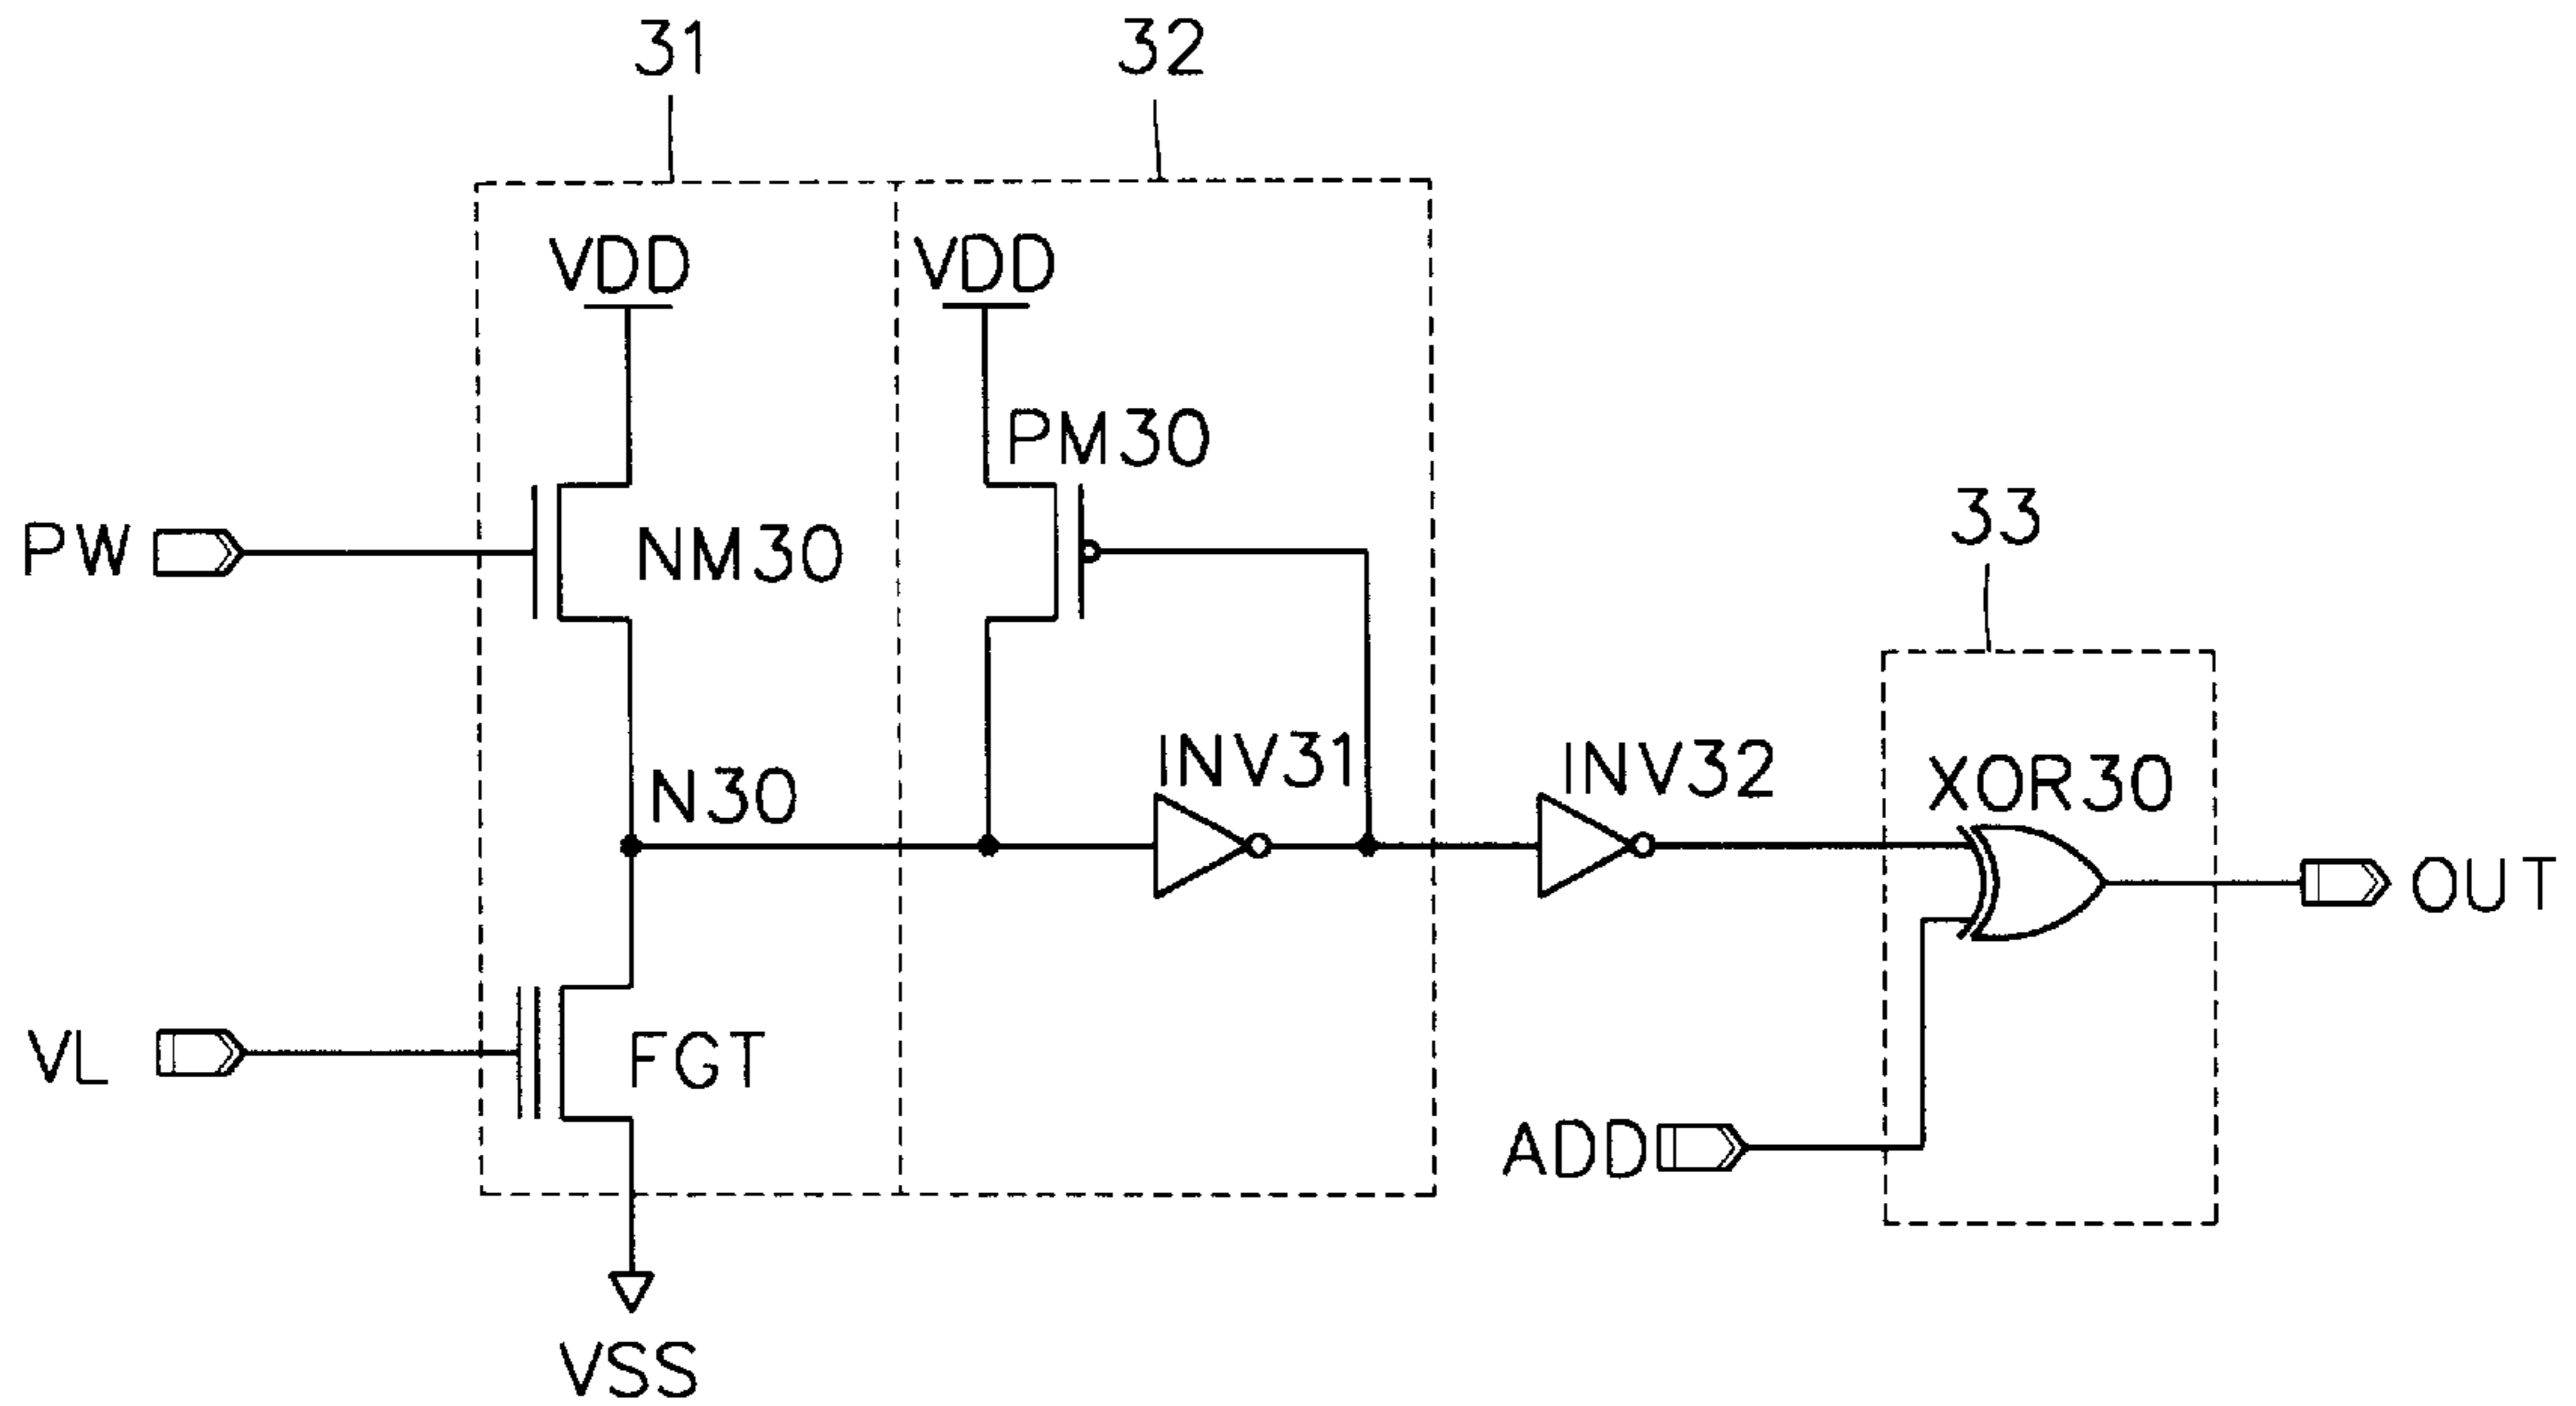 31
32
VDD
VDD
PM30
PW
NM30
33
N30
INV31
INV32
XOR30
OUT
VL
FGT
ADD
VSS